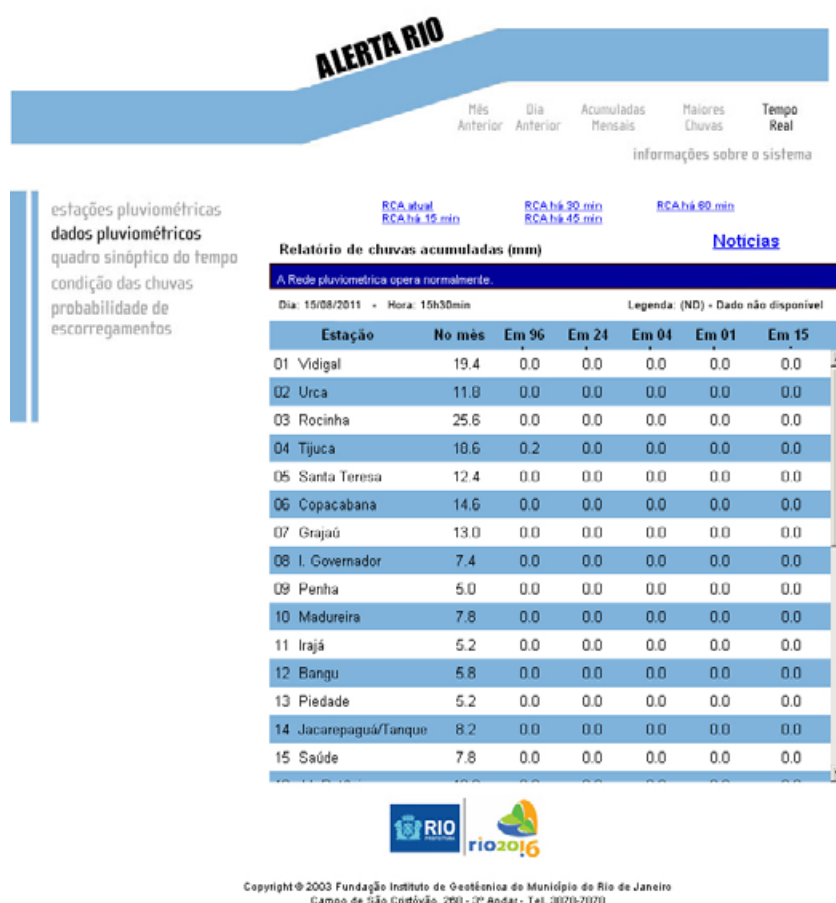 ALERTA RIO
Mês Anterior
Dia Anterior
Acumuladas Mensais
Maiores Chuvas
Tempo Real
informações sobre o sistema
estações pluviométricas
dados pluviométricos
quadro sinóptico do tempo
condição das chuvas
probabilidade de
escorregamentos
RCA atual RCA há 30 min RCA há 60 min
RCA há 15 min RCA há 45 min
Notícias
Relatório de chuvas acumuladas (mm)
A Rede pluviometrica opera normalmente.
Dia: 15/08/2011 - Hora: 15h30min Legenda: (ND) - Dado não disponível
Estação No mês Em 96 Em 24 Em 04 Em 01 Em 15
01 Vidigal 19.4 0.0 0.0 0.0 0.0 0.0
02 Urca 11.8 0.0 0.0 0.0 0.0 0.0
03 Rocinha 25.6 0.0 0.0 0.0 0.0 0.0
04 Tijuca 18.6 0.2 0.0 0.0 0.0 0.0
05 Santa Teresa 12.4 0.0 0.0 0.0 0.0 0.0
06 Copacabana 14.6 0.0 0.0 0.0 0.0 0.0
07 Grajaú 13.0 0.0 0.0 0.0 0.0 0.0
08 I. Governador 7.4 0.0 0.0 0.0 0.0 0.0
09 Penha 5.0 0.0 0.0 0.0 0.0 0.0
10 Madureira 7.8 0.0 0.0 0.0 0.0 0.0
11 Irajá 5.2 0.0 0.0 0.0 0.0 0.0
12 Bangu 5.8 0.0 0.0 0.0 0.0 0.0
13 Piedade 5.2 0.0 0.0 0.0 0.0 0.0
14 Jacarepaguá/Tanque 8.2 0.0 0.0 0.0 0.0 0.0
15 Saúde 7.8 0.0 0.0 0.0 0.0 0.0
RIO
PREFEITURA
rio2016
Copyright © 2003 Fundação Instituto de Geotécnica do Município do Rio de Janeiro
Campo de São Cristóvão, 268 - 3º Andar - Tel.